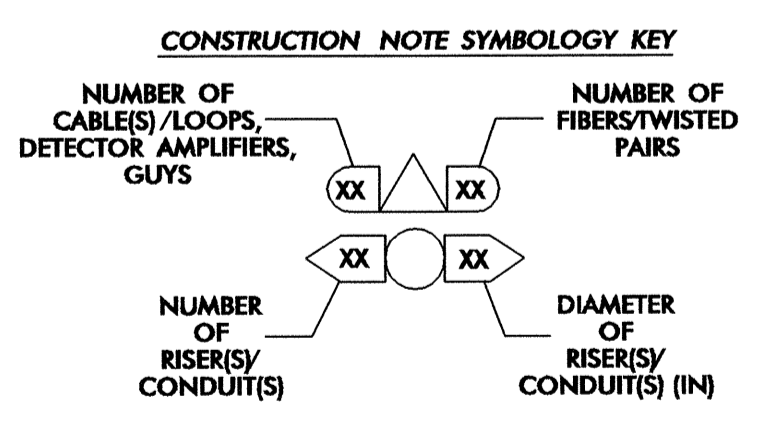 CONSTRUCTION NOTE SYMBOLOGY KEY
NUMBER OF
CABLE(S)/LOOPS,
DETECTOR AMPLIFIERS,
GUYS
NUMBER OF
FIBERS/TWISTED
PAIRS
XX
XX
XX
XX
NUMBER
OF
RISER(S)/
CONDUIT(S)
DIAMETER
OF
RISER(S)/
CONDUIT(S) (IN)